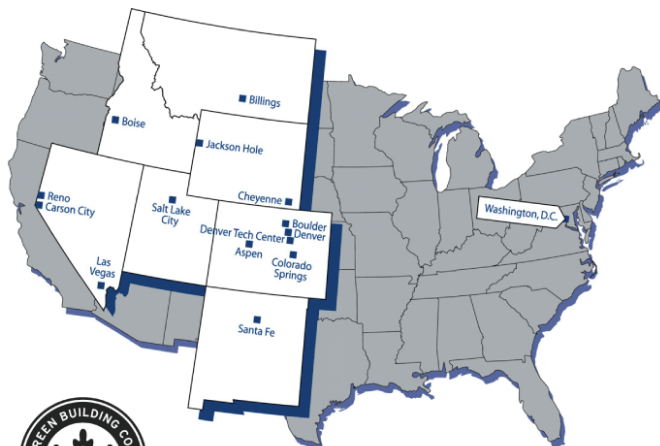 Billings
Boise
Jackson Hole
Reno
Carson City
Salt Lake
City
Cheyenne
Boulder
Denver
Denver Tech Center
Aspen
Colorado
Springs
Las
Vegas
Santa Fe
Washington, D.C.
GREEN BUILDING CO